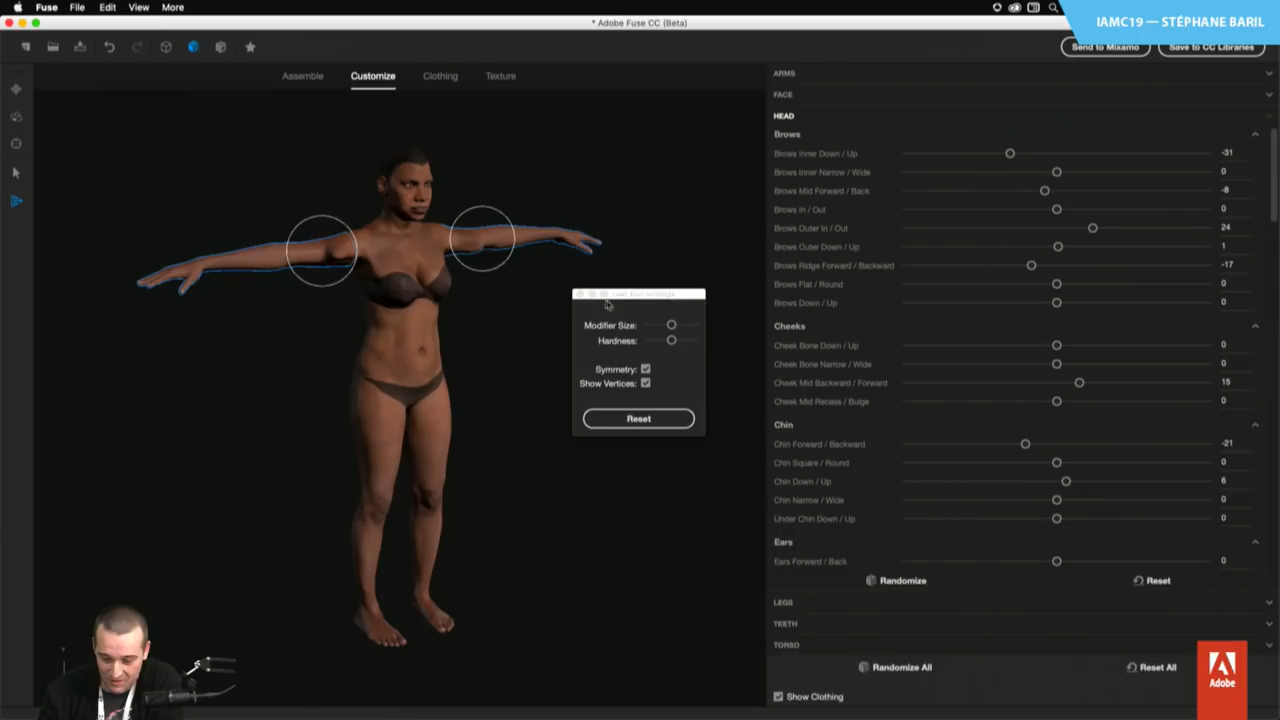 Fuse File Edit View More
* Adobe Fuse CC (Beta)
IAMC19 — STÉPHANE BARIL
Send to Mixamo Save to CC Libraries
Assemble Customize Clothing Texture
ARMS
FACE
HEAD
Brows
Brows Inner Down / Up -31
Brows Inner Narrow / Wide 0
Brows Mid Forward / Back -8
Brows In / Out 0
Brows Outer In / Out 24
Brows Outer Down / Up 1
Brows Ridge Forward / Backward -17
Brows Flat / Round 0
Brows Down / Up 0
Cheeks
Cheek Bone Down / Up 0
Cheek Bone Narrow / Wide 0
Cheek Mid Backward / Forward 15
Cheek Mid Recess / Bulge 0
Chin
Chin Forward / Backward -21
Chin Square / Round 0
Chin Down / Up 6
Chin Narrow / Wide 0
Under Chin Down / Up 0
Ears
Ears Forward / Back 0
Randomize Reset
LEGS
TEETH
TORSO
Randomize All Reset All
Show Clothing
Modifier Size:
Hardness:
Symmetry:
Show Vertices:
Reset
Adobe